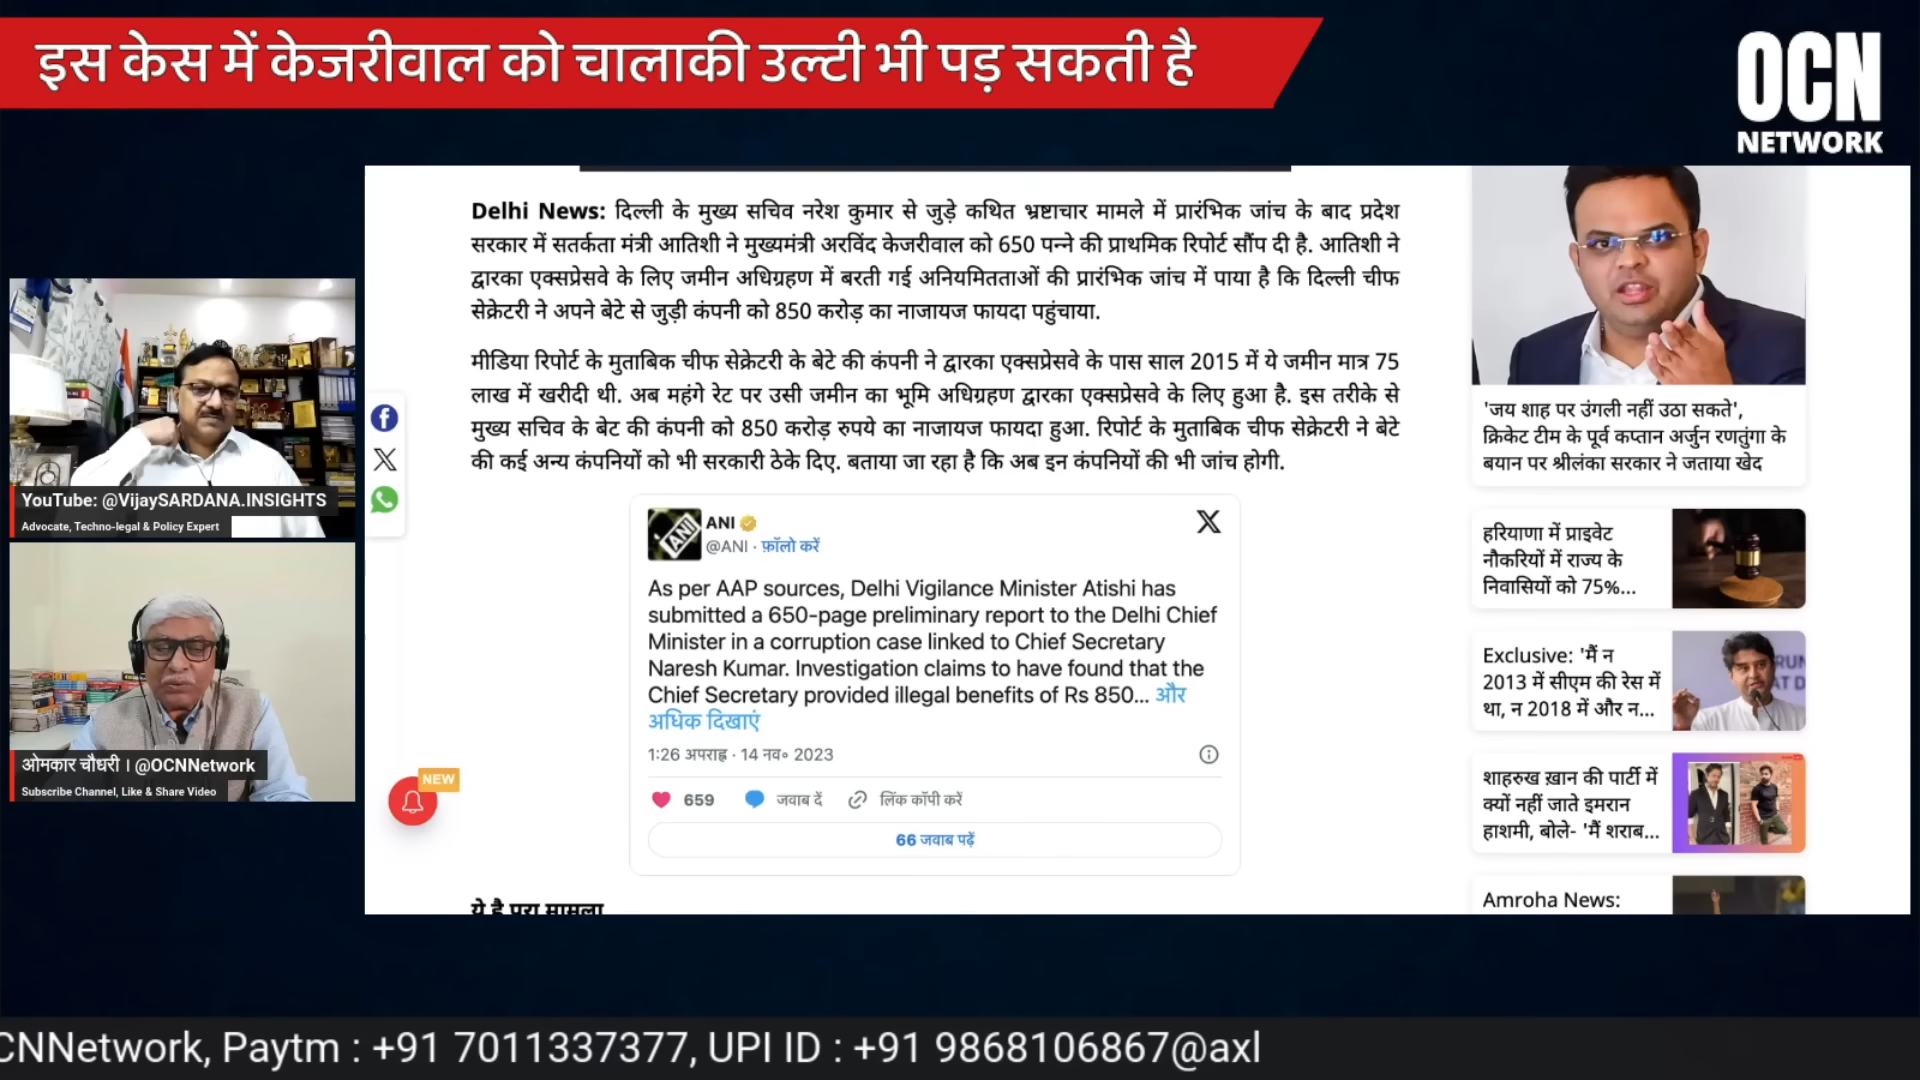 इस केस में केजरीवाल को चालाकी उल्टी भी पड़ सकती है
OCN
NETWORK
Delhi News: दिल्ली के मुख्य सचिव नरेश कुमार से जुड़े कथित भ्रष्टाचार मामले में प्रारंभिक जांच के बाद प्रदेश
सरकार में सतर्कता मंत्री आतिशी ने मुख्यमंत्री अरविंद केजरीवाल को 650 पन्ने की प्राथमिक रिपोर्ट सौंप दी है. आतिशी ने
द्वारका एक्सप्रेसवे के लिए जमीन अधिग्रहण में बरती गई अनियमितताओं की प्रारंभिक जांच में पाया है कि दिल्ली चीफ
सेक्रेटरी ने अपने बेटे से जुड़ी कंपनी को 850 करोड़ का नाजायज फायदा पहुंचाया.
मीडिया रिपोर्ट के मुताबिक चीफ सेक्रेटरी के बेटे की कंपनी ने द्वारका एक्सप्रेसवे के पास साल 2015 में ये जमीन मात्र 75
लाख में खरीदी थी. अब महंगे रेट पर उसी जमीन का भूमि अधिग्रहण द्वारका एक्सप्रेसवे के लिए हुआ है. इस तरीके से
मुख्य सचिव के बेट की कंपनी को 850 करोड़ रुपये का नाजायज फायदा हुआ. रिपोर्ट के मुताबिक चीफ सेक्रेटरी ने बेटे
की कई अन्य कंपनियों को भी सरकारी ठेके दिए. बताया जा रहा है कि अब इन कंपनियों की भी जांच होगी.
ANI
ANI
@ANI · फ़ॉलो करें
As per AAP sources, Delhi Vigilance Minister Atishi has
submitted a 650-page preliminary report to the Delhi Chief
Minister in a corruption case linked to Chief Secretary
Naresh Kumar. Investigation claims to have found that the
Chief Secretary provided illegal benefits of Rs 850... और
अधिक दिखाएं
1:26 अपराह्न · 14 नव॰ 2023
659 जवाब दें लिंक कॉपी करें
66 जवाब पढ़ें
ये है पूरा मामला
NEW
'जय शाह पर उंगली नहीं उठा सकते',
क्रिकेट टीम के पूर्व कप्तान अर्जुन रणतुंगा के
बयान पर श्रीलंका सरकार ने जताया खेद
हरियाणा में प्राइवेट
नौकरियों में राज्य के
निवासियों को 75%...
Exclusive: 'मैं न
2013 में सीएम की रेस में
था, न 2018 में और न...
शाहरुख़ ख़ान की पार्टी में
क्यों नहीं जाते इमरान
हाशमी, बोले- 'मैं शराब...
Amroha News:
YouTube: @VijaySARDANA.INSIGHTS
Advocate, Techno-legal & Policy Expert
ओमकार चौधरी । @OCNNetwork
Subscribe Channel, Like & Share Video
CNNetwork, Paytm : +91 7011337377, UPI ID : +91 9868106867@axl